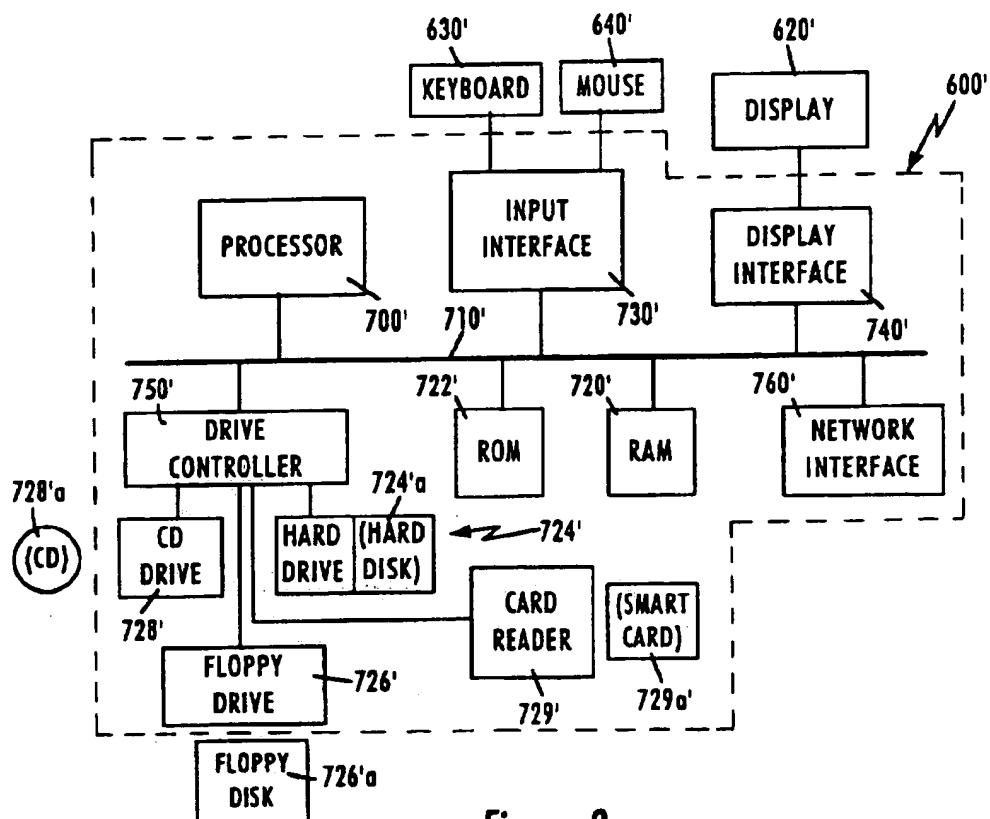 630'
640'
620'
600'
KEYBOARD
MOUSE
DISPLAY
PROCESSOR
INPUT
INTERFACE
DISPLAY
INTERFACE
700'
710'
730'
740'
750'
722'
720'
760'
DRIVE
CONTROLLER
ROM
RAM
NETWORK
INTERFACE
728'a
724'a
(CD)
CD
DRIVE
HARD
DRIVE
(HARD
DISK)
724'
728'
CARD
READER
(SMART
CARD)
FLOPPY
DRIVE
726'
729'
729a'
FLOPPY
DISK
726'a